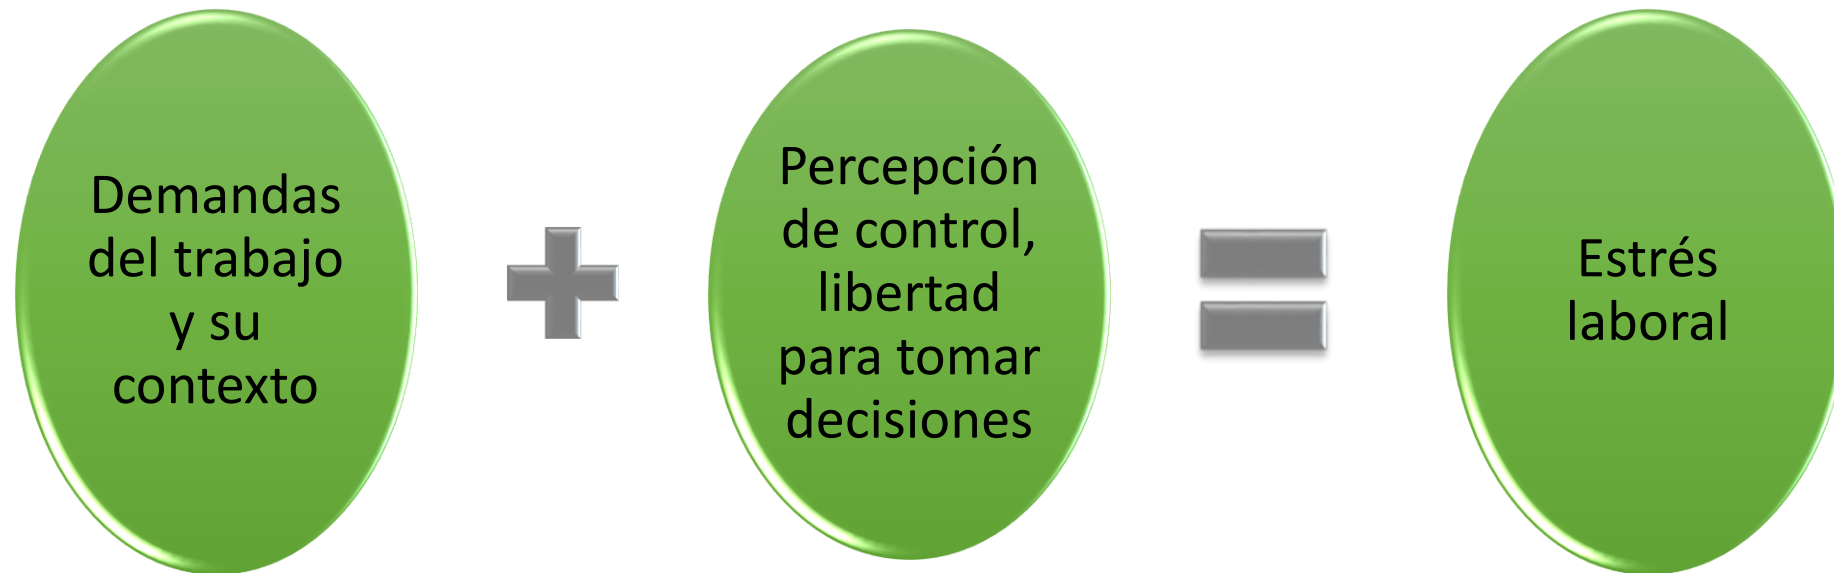 Demandas
del trabajo
y su
contexto
Percepción
de control,
libertad
para tomar
decisiones
Estrés
laboral